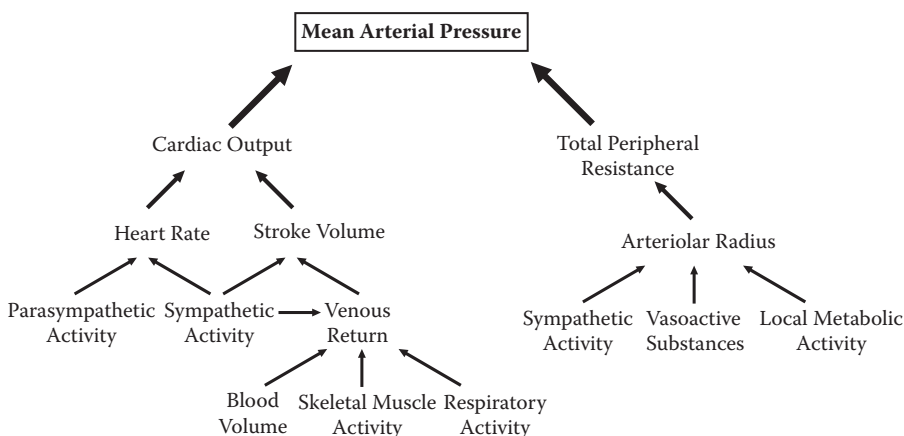 Mean Arterial Pressure
Cardiac Output
Total Peripheral
Resistance
Heart Rate
Stroke Volume
Arteriolar Radius
Parasympathetic
Activity
Sympathetic
Activity
Venous
Return
Sympathetic
Activity
Vasoactive
Substances
Local Metabolic
Activity
Blood
Volume
Skeletal Muscle
Activity
Respiratory
Activity